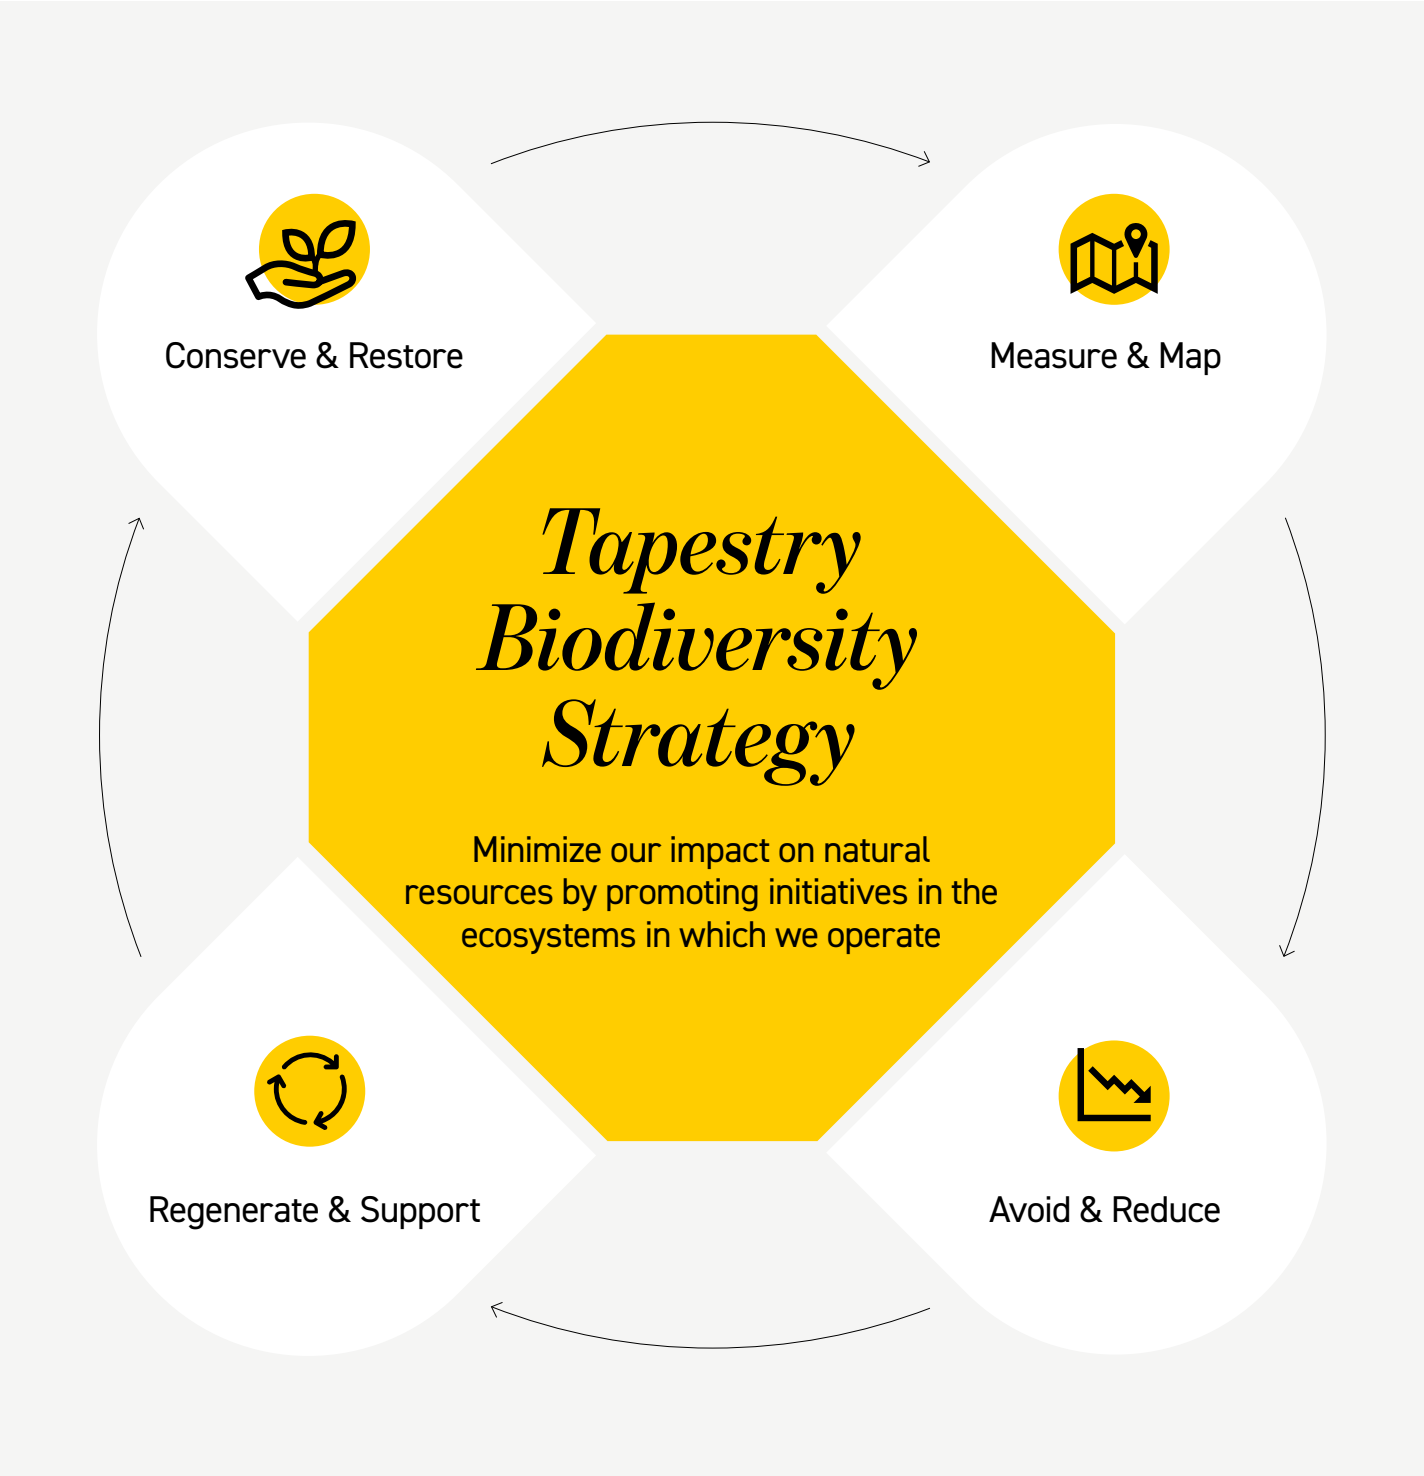 Conserve & Restore
Measure & Map
Tapestry
Biodiversity
Strategy
Minimize our impact on natural
resources by promoting initiatives in the
ecosystems in which we operate
Regenerate & Support
Avoid & Reduce